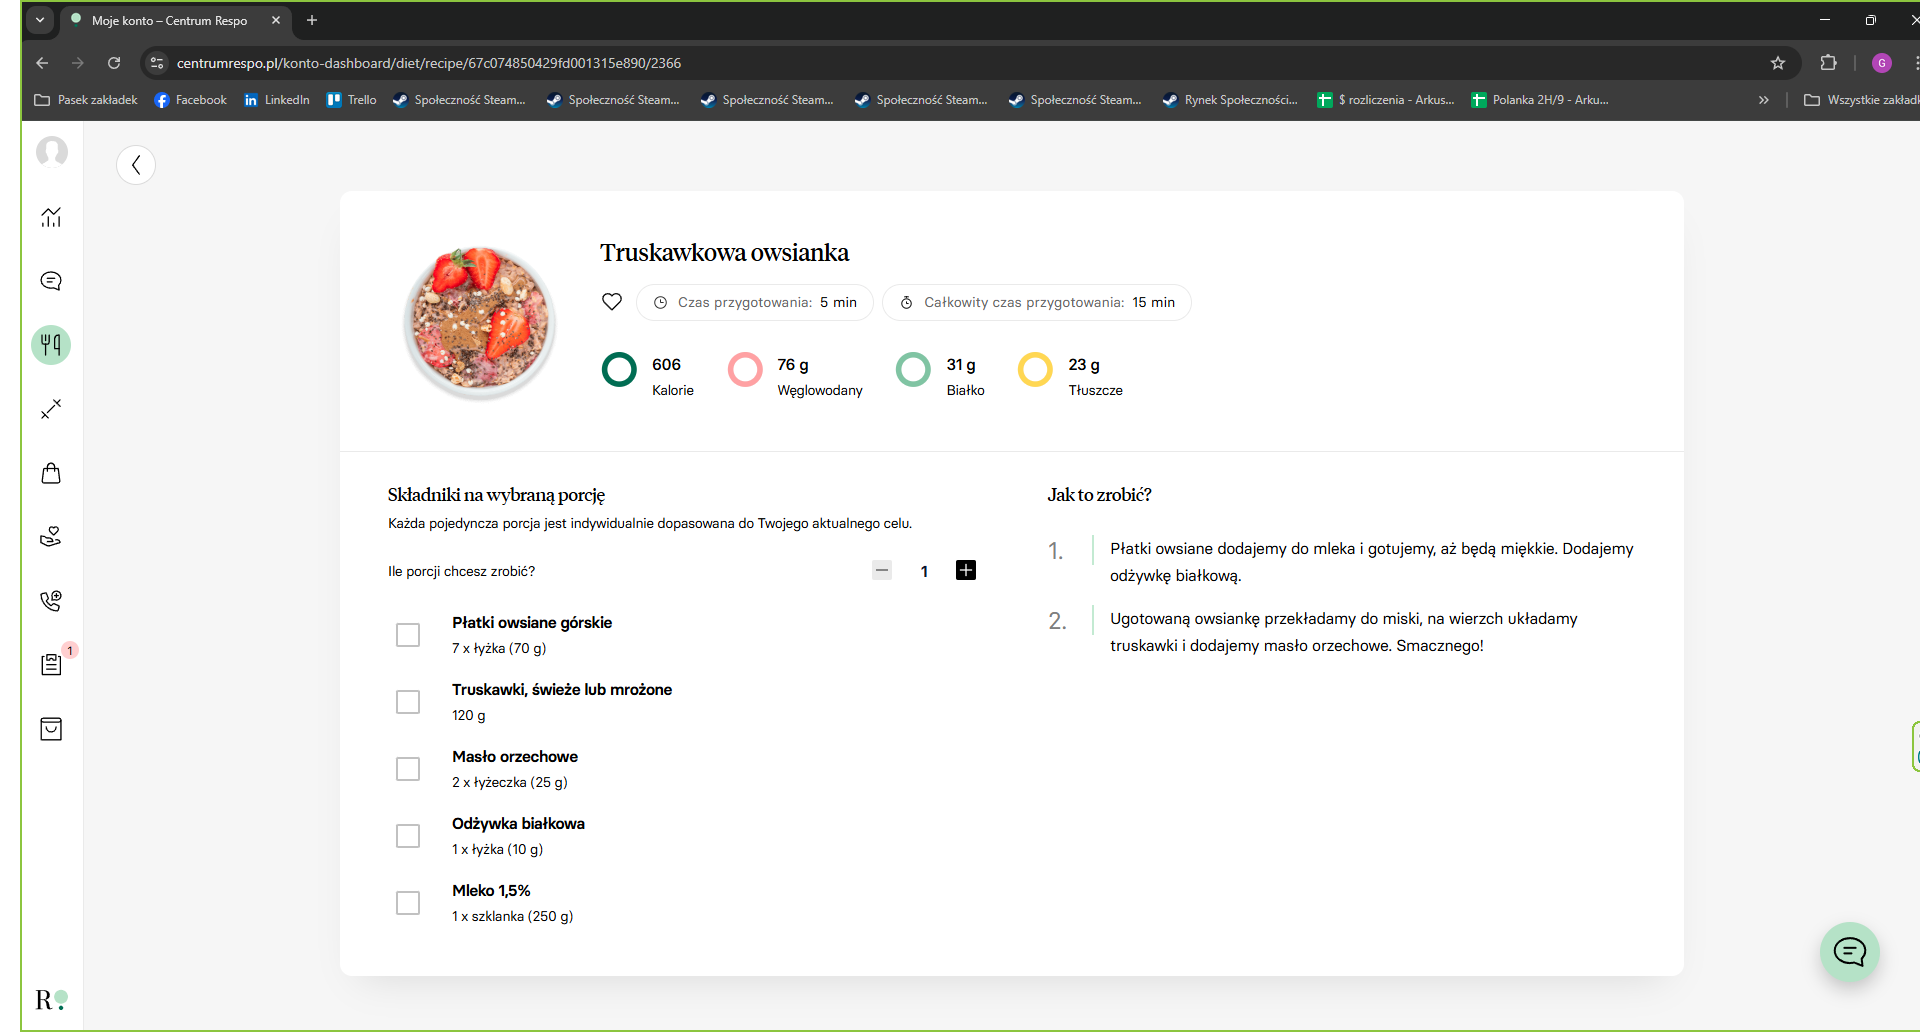 Moje konto – Centrum Respo
centrumrespo.pl/konto-dashboard/diet/recipe/67c074850429fd001315e890/2366
G
Pasek zakładek
Facebook
LinkedIn
Trello
Społeczność Steam...
Społeczność Steam...
Społeczność Steam...
Społeczność Steam...
Społeczność Steam...
Rynek Społeczności...
$ rozliczenia - Arkus...
Polanka 2H/9 - Arku...
Wszystkie zakładk
Truskawkowa owsianka
Czas przygotowania: 5 min
Całkowity czas przygotowania: 15 min
606
Kalorie
76 g
Węglowodany
31 g
Białko
23 g
Tłuszcze
Składniki na wybraną porcję
Każda pojedyncza porcja jest indywidualnie dopasowana do Twojego aktualnego celu.
Ile porcji chcesz zrobić?
1
Płatki owsiane górskie
7 x łyżka (70 g)
Truskawki, świeże lub mrożone
120 g
Masło orzechowe
2 x łyżeczka (25 g)
Odżywka białkowa
1 x łyżka (10 g)
Mleko 1,5%
1 x szklanka (250 g)
Jak to zrobić?
1.
Płatki owsiane dodajemy do mleka i gotujemy, aż będą miękkie. Dodajemy
odżywkę białkową.
2.
Ugotowaną owsiankę przekładamy do miski, na wierzch układamy
truskawki i dodajemy masło orzechowe. Smacznego!
1
R